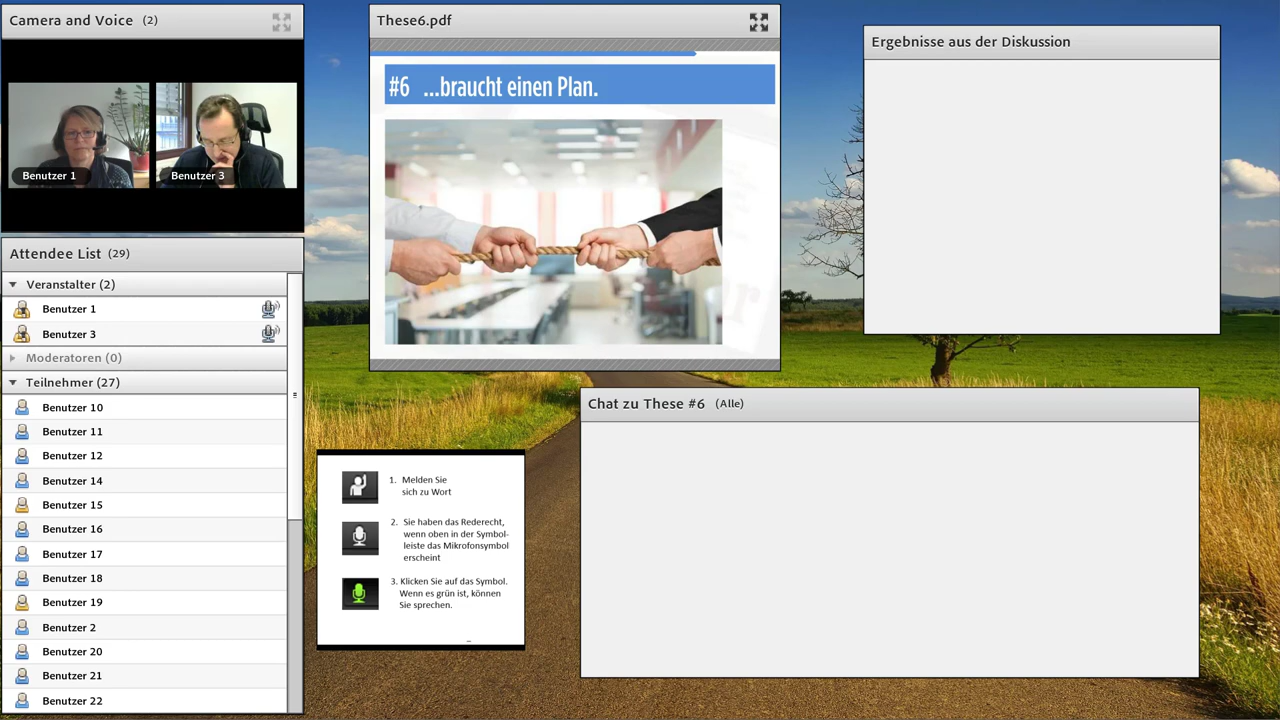 Camera and Voice (2)
Benutzer 1
Benutzer 3
Attendee List (29)
Veranstalter (2)
Benutzer 1
Benutzer 3
Moderatoren (0)
Teilnehmer (27)
Benutzer 10
Benutzer 11
Benutzer 12
Benutzer 14
Benutzer 15
Benutzer 16
Benutzer 17
Benutzer 18
Benutzer 19
Benutzer 2
Benutzer 20
Benutzer 21
Benutzer 22
These6.pdf
#6 ...braucht einen Plan.
1. Melden Sie
sich zu Wort
2. Sie haben das Rederecht,
wenn oben in der Symbol-
leiste das Mikrofonsymbol
erscheint
3. Klicken Sie auf das Symbol.
Wenn es grün ist, können
Sie sprechen.
Ergebnisse aus der Diskussion
Chat zu These #6 (Alle)